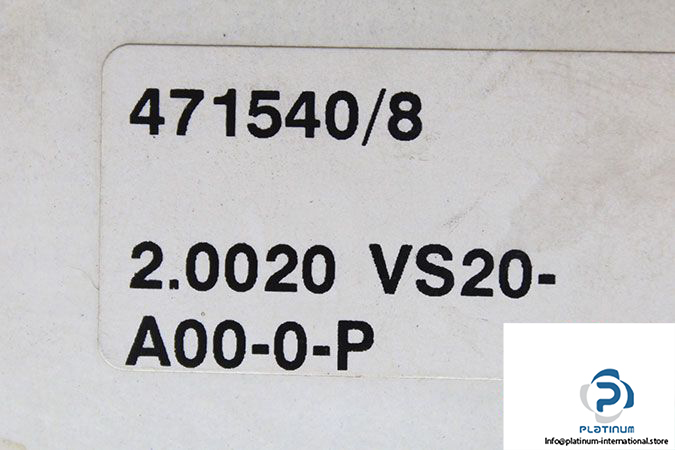 471540/8
2.0020 VS20-
A00-0-P
PLATINUM
Info@platinum-international.store